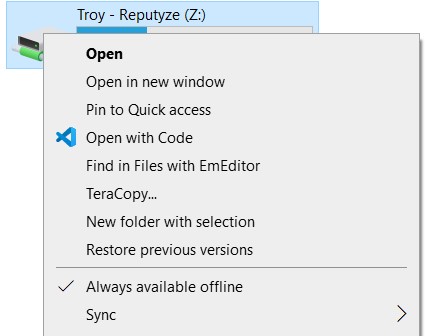 Troy - Reputyze (Z:)
Open
Open in new window
Pin to Quick access
Open with Code
Find in Files with EmEditor
TeraCopy...
New folder with selection
Restore previous versions
Always available offline
Sync